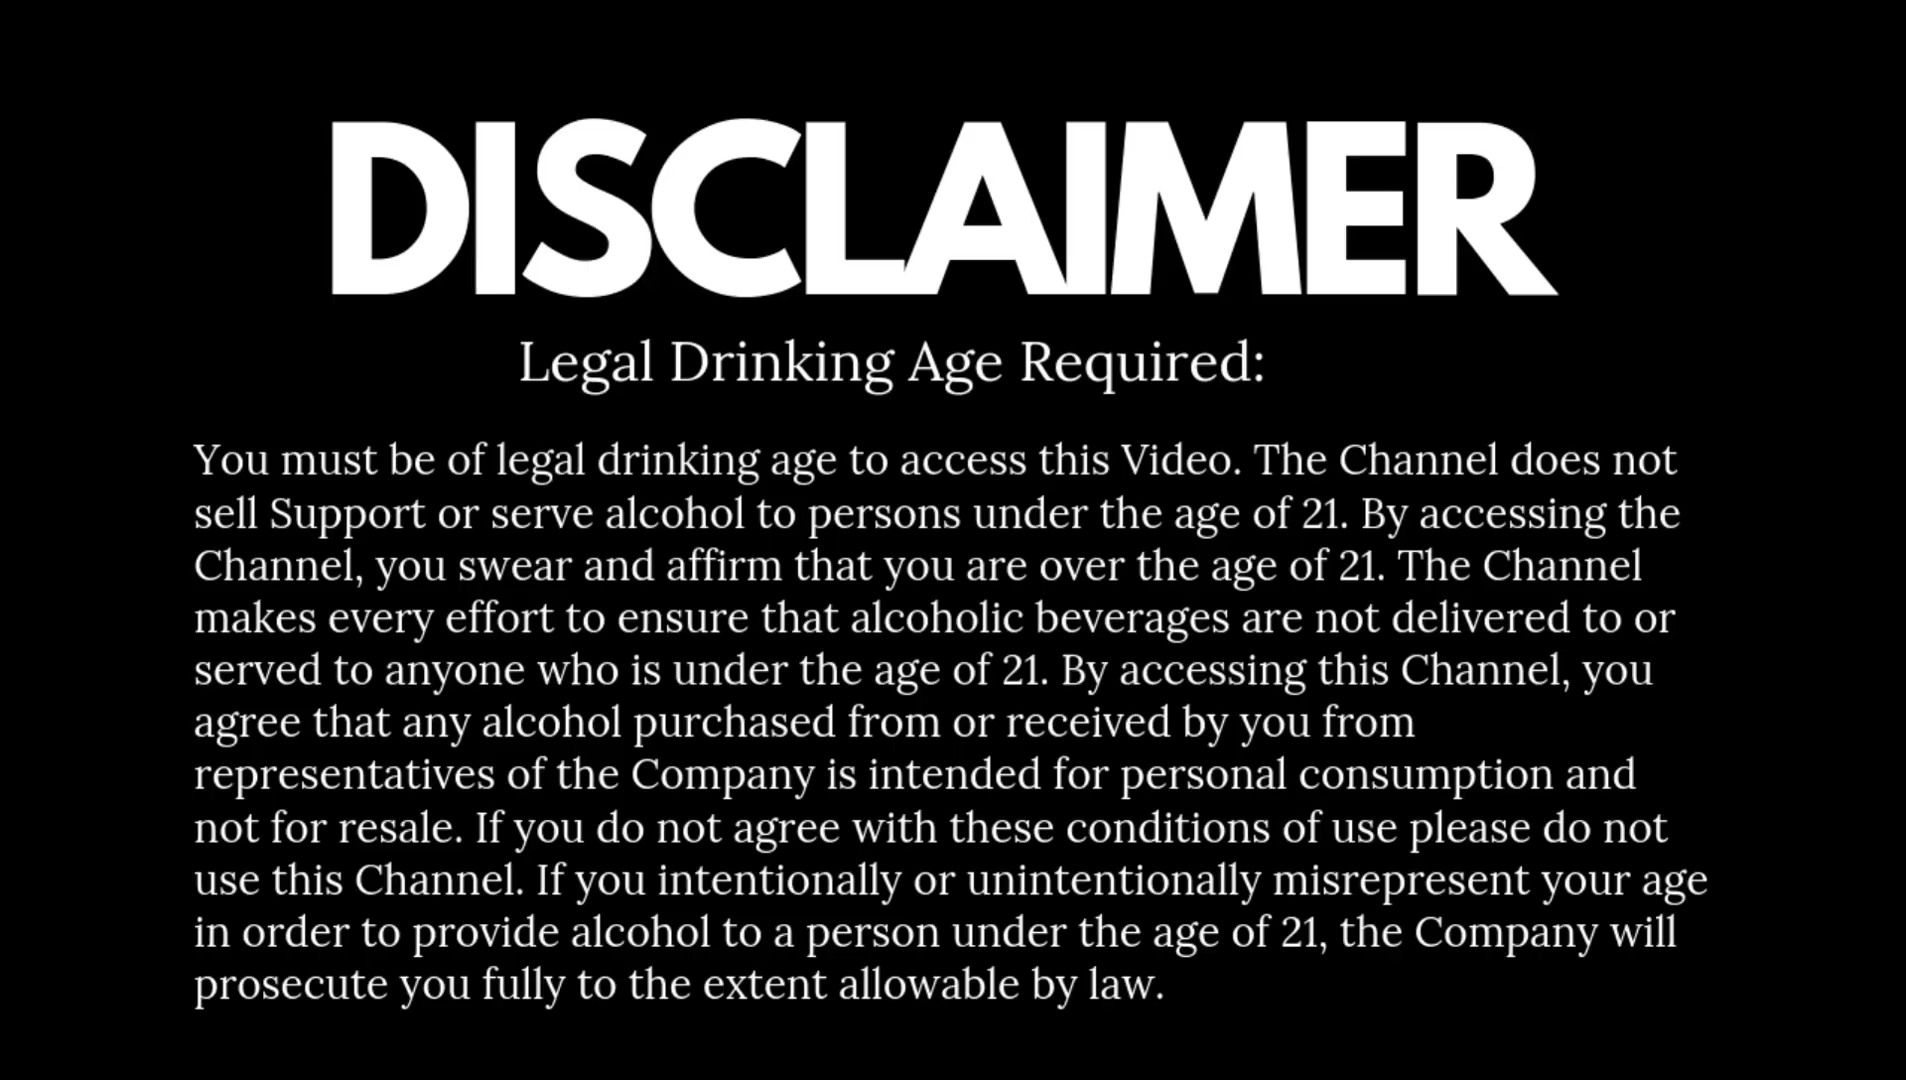 DISCLAIMER
Legal Drinking Age Required:
You must be of legal drinking age to access this Video. The Channel does not
sell Support or serve alcohol to persons under the age of 21. By accessing the
Channel, you swear and affirm that you are over the age of 21. The Channel
makes every effort to ensure that alcoholic beverages are not delivered to or
served to anyone who is under the age of 21. By accessing this Channel, you
agree that any alcohol purchased from or received by you from
representatives of the Company is intended for personal consumption and
not for resale. If you do not agree with these conditions of use please do not
use this Channel. If you intentionally or unintentionally misrepresent your age
in order to provide alcohol to a person under the age of 21, the Company will
prosecute you fully to the extent allowable by law.